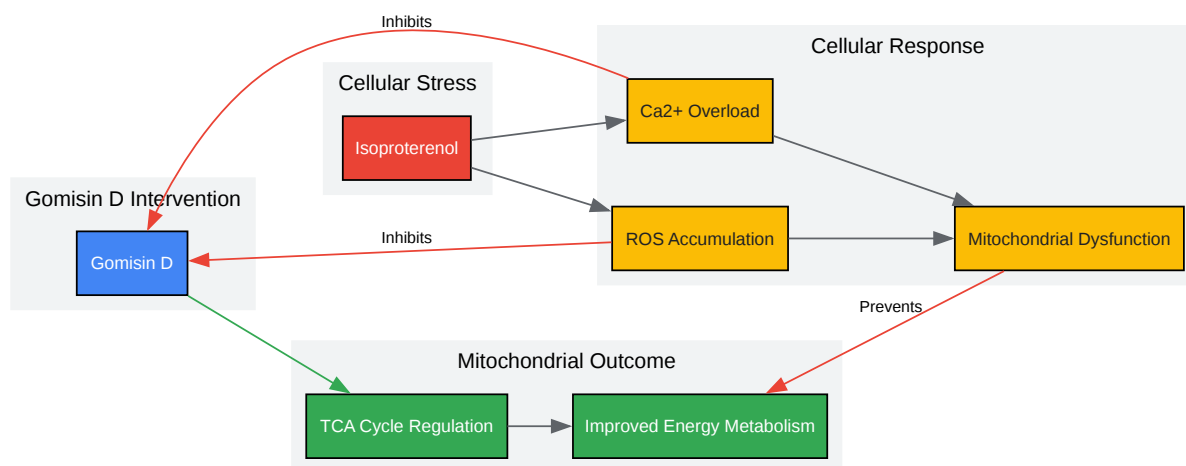 Inhibits
Cellular Response
Cellular Stress
Ca2+ Overload
Isoproterenol
Gomisin D Intervention
Inhibits
ROS Accumulation
Mitochondrial Dysfunction
Gomisin D
Prevents
Mitochondrial Outcome
TCA Cycle Regulation
Improved Energy Metabolism